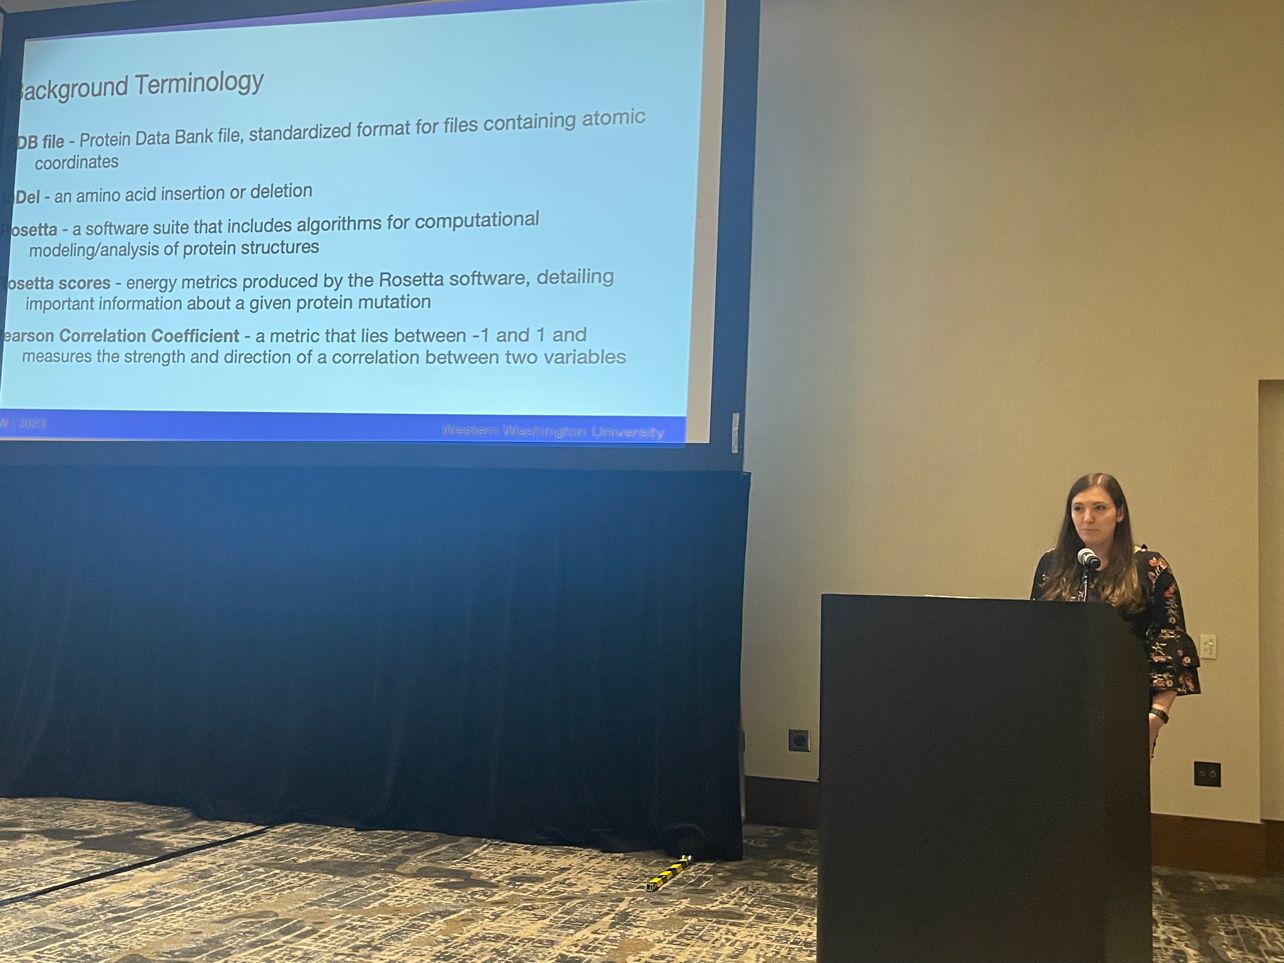 Background Terminology
DB file - Protein Data Bank file, standardized format for files containing atomic
coordinates
Del - an amino acid insertion or deletion
osetta - a software suite that includes algorithms for computational
modeling/analysis of protein structures
osetta scores - energy metrics produced by the Rosetta software, detailing
important information about a given protein mutation
earson Correlation Coefficient - a metric that lies between -1 and 1 and
measures the strength and direction of a correlation between two variables
W | 2023
Western Washington University